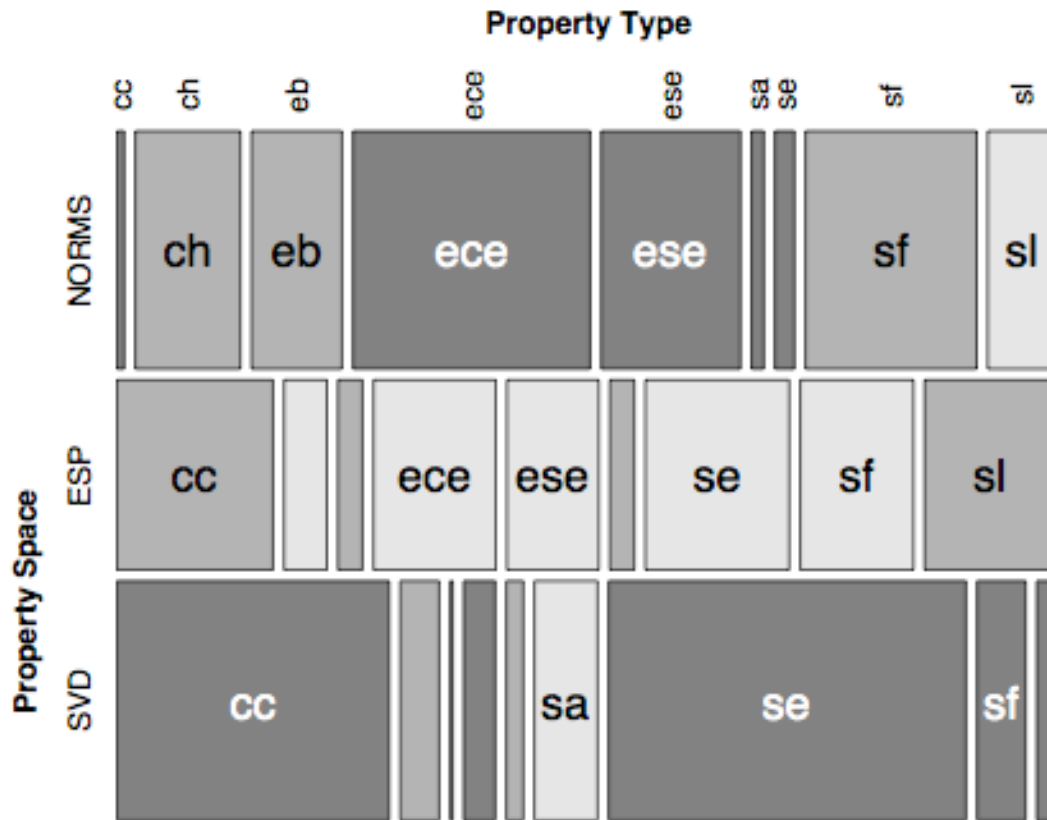 Property Type
cc ch eb ece ese sa se sf sl
NORMS
ch eb ece ese sf sl
ESP
cc ece ese se sf sl
Property Space
SVD
cc sa se sf